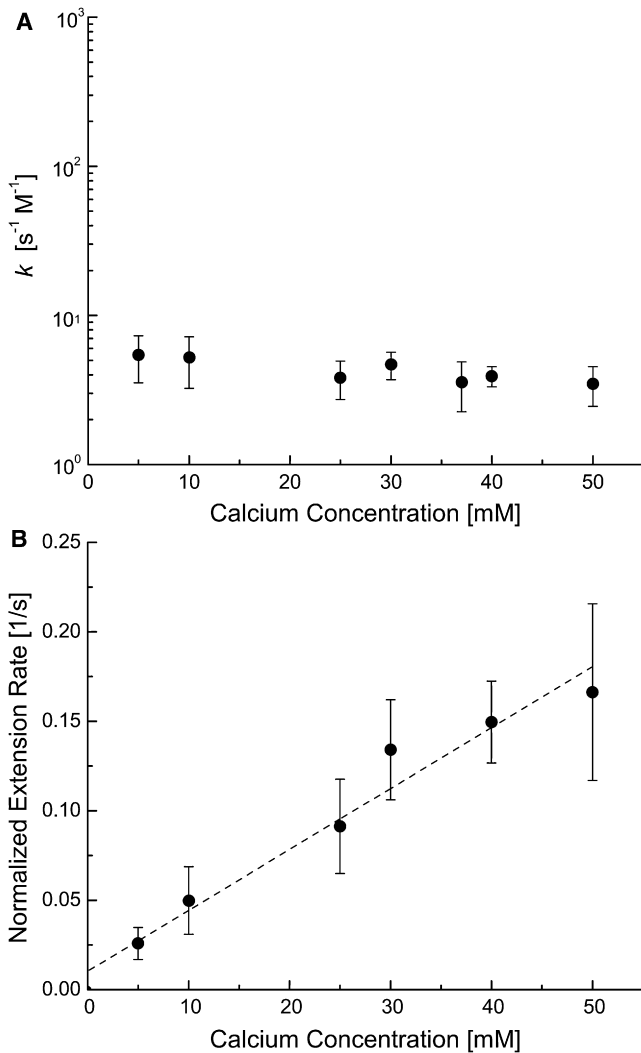 A
10³
10²
10¹
10⁰
k [s⁻¹ M⁻¹]
0 10 20 30 40 50
Calcium Concentration [mM]
B
0.25
0.20
0.15
0.10
0.05
0.00
Normalized Extension Rate [1/s]
0 10 20 30 40 50
Calcium Concentration [mM]